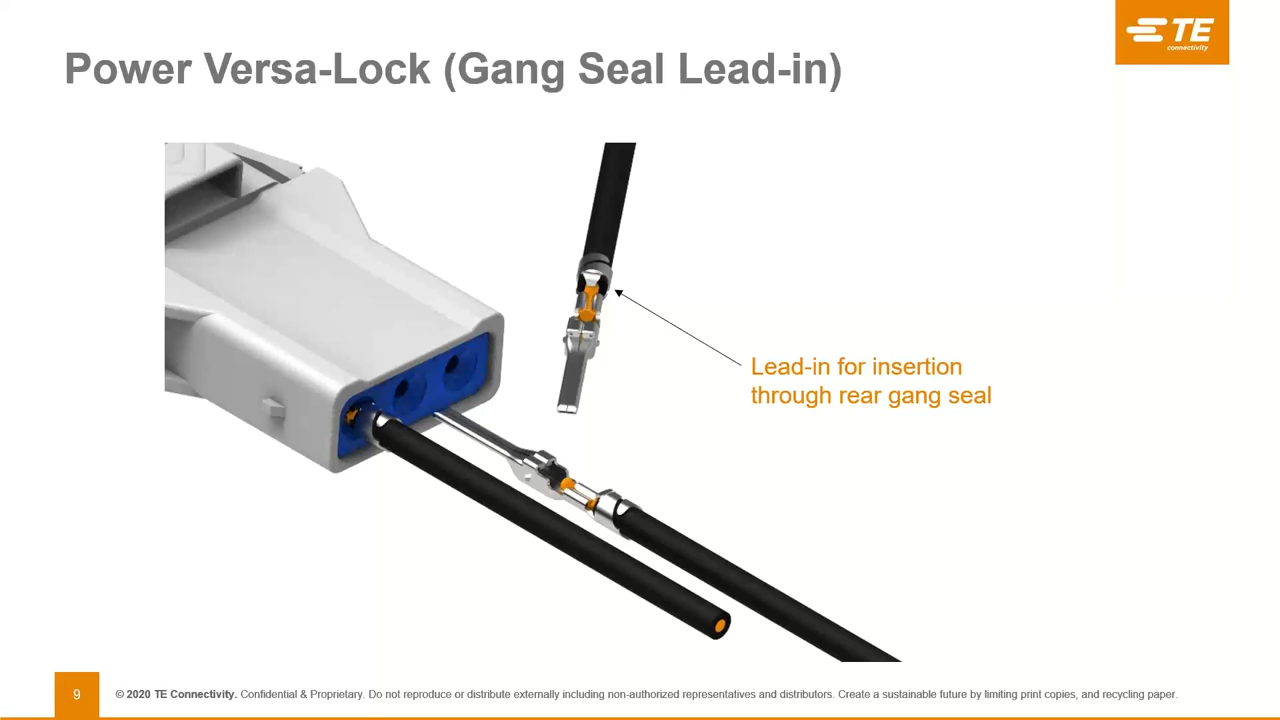 TE
connectivity
Power Versa-Lock (Gang Seal Lead-in)
Lead-in for insertion
through rear gang seal
9
© 2020 TE Connectivity. Confidential & Proprietary. Do not reproduce or distribute externally including non-authorized representatives and distributors. Create a sustainable future by limiting print copies, and recycling paper.